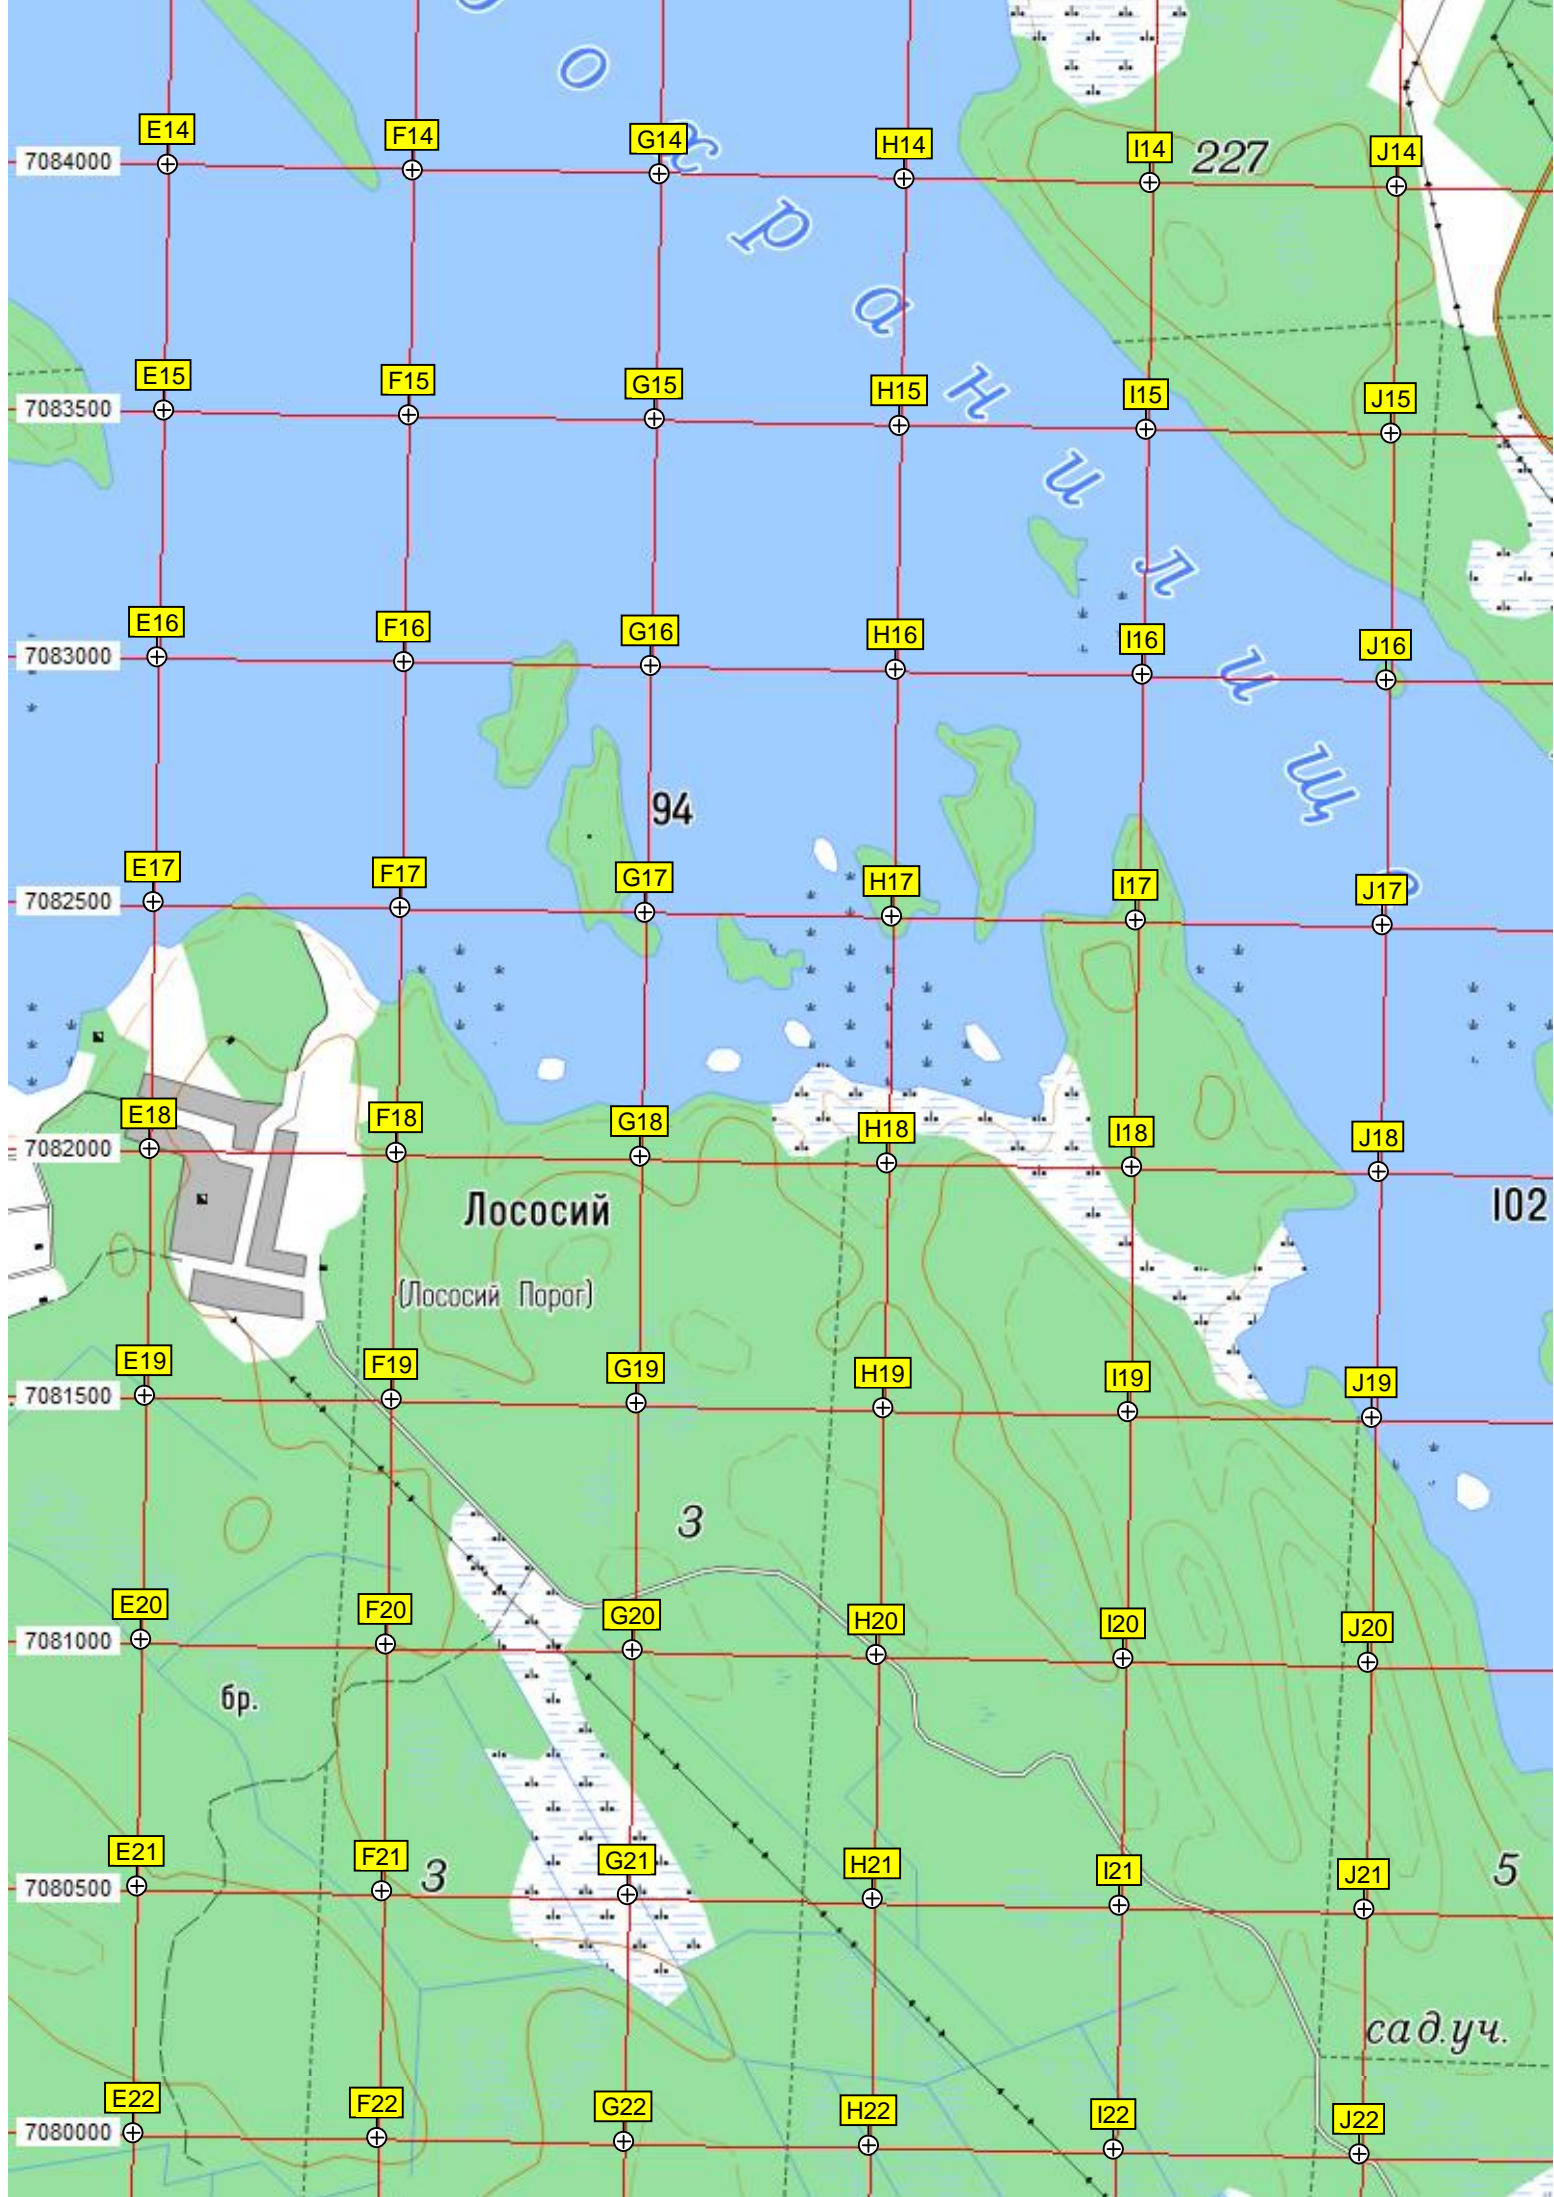 о
х
р
а
н
и
л
и
щ
е
E14 F14 G14 H14 I14 J14
227
7084000
E15 F15 G15 H15 I15 J15
7083500
E16 F16 G16 H16 I16 J16
7083000
94
E17 F17 G17 H17 I17 J17
7082500
E18 F18 G18 H18 I18 J18
7082000
Лососий
102
(Лососий Порог)
E19 F19 G19 H19 I19 J19
7081500
3
E20 F20 G20 H20 I20 J20
7081000
бр.
E21 F21 G21 H21 I21 J21
3
5
7080500
сад.уч.
E22 F22 G22 H22 I22 J22
7080000